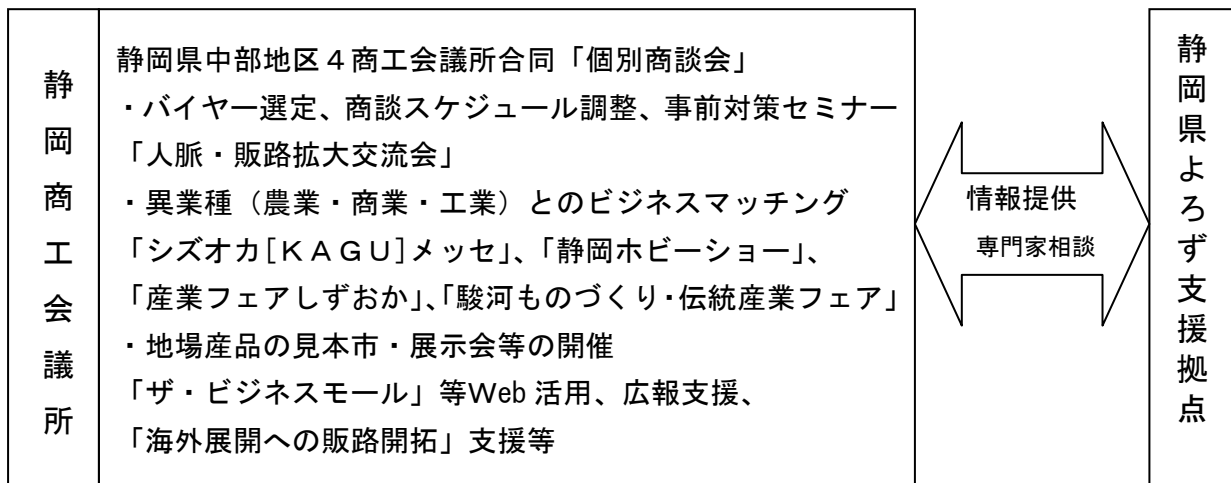 静岡商工会議所
静岡県中部地区４商工会議所合同「個別商談会」
・バイヤー選定、商談スケジュール調整、事前対策セミナー
「人脈・販路拡大交流会」
・異業種（農業・商業・工業）とのビジネスマッチング
「シズオカ[ＫＡＧＵ]メッセ」、「静岡ホビーショー」、
「産業フェアしずおか」、「駿河ものづくり・伝統産業フェア」
・地場産品の見本市・展示会等の開催
「ザ・ビジネスモール」等Web 活用、広報支援、
「海外展開への販路開拓」支援等
情報提供
専門家相談
静岡県よろず支援拠点